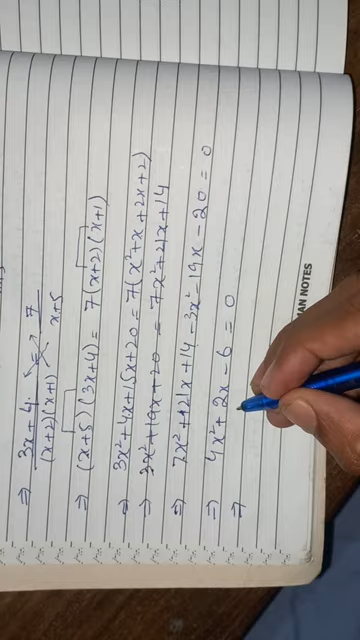 ⇒ (3x+4)/((x+2)(x+1)) = 7/(x+5)
⇒ (x+5)(3x+4) = 7(x+2)(x+1)
⇒ 3x²+4x+15x+20 = 7(x²+x+2x+2)
⇒ 3x²+19x+20 = 7x²+21x+14
⇒ 7x²+21x+14-3x²-19x-20=0
⇒ 4x²+2x-6=0
⇒
MAN NOTES